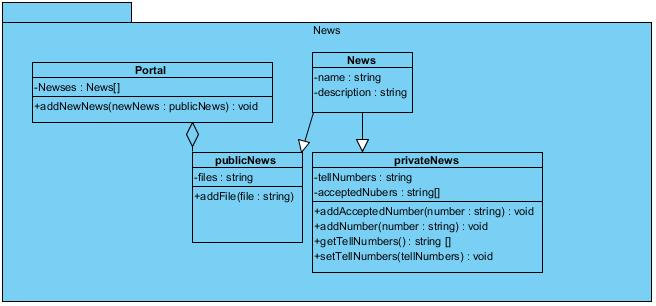 News
Portal
-Newses : News[]
+addNewNews(newNews : publicNews) : void
News
-name : string
-description : string
publicNews
-files : string
+addFile(file : string)
privateNews
-tellNumbers : string
-acceptedNubers : string[]
+addAcceptedNumber(number : string) : void
+addNumber(number : string) : void
+getTellNumbers() : string []
+setTellNumbers(tellNumbers) : void